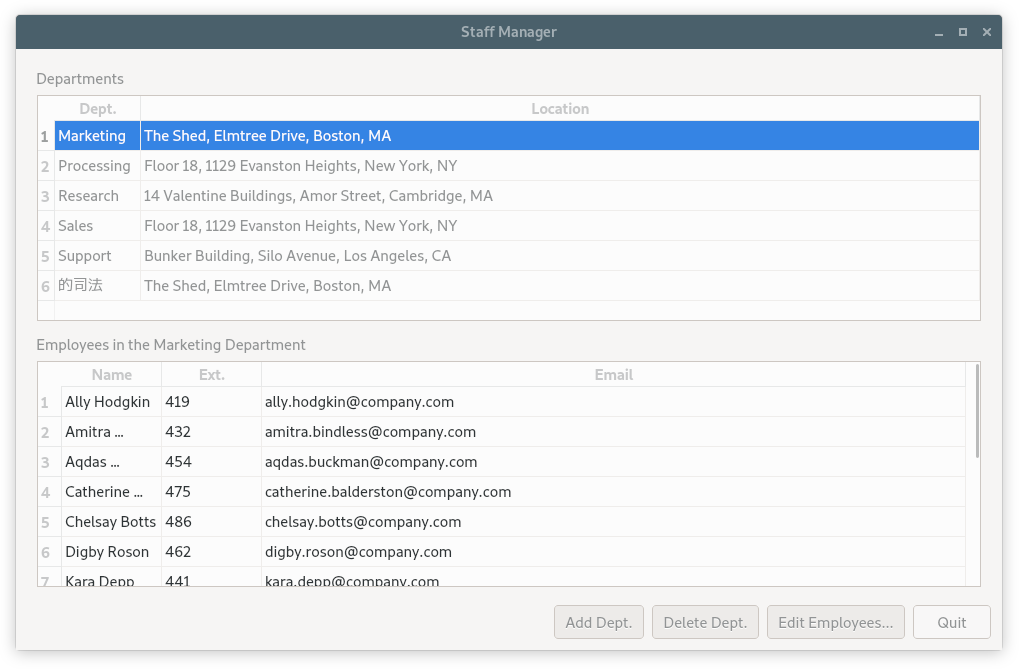 Staff Manager
Departments
Dept. Location
1 Marketing The Shed, Elmtree Drive, Boston, MA
2 Processing Floor 18, 1129 Evanston Heights, New York, NY
3 Research 14 Valentine Buildings, Amor Street, Cambridge, MA
4 Sales Floor 18, 1129 Evanston Heights, New York, NY
5 Support Bunker Building, Silo Avenue, Los Angeles, CA
6 的司法 The Shed, Elmtree Drive, Boston, MA
Employees in the Marketing Department
Name Ext. Email
1 Ally Hodgkin 419 ally.hodgkin@company.com
2 Amitra ... 432 amitra.bindless@company.com
3 Aqdas ... 454 aqdas.buckman@company.com
4 Catherine ... 475 catherine.balderston@company.com
5 Chelsay Botts 486 chelsay.botts@company.com
6 Digby Roson 462 digby.roson@company.com
7 Kara Depp 441 kara.depp@company.com
Add Dept. Delete Dept. Edit Employees... Quit